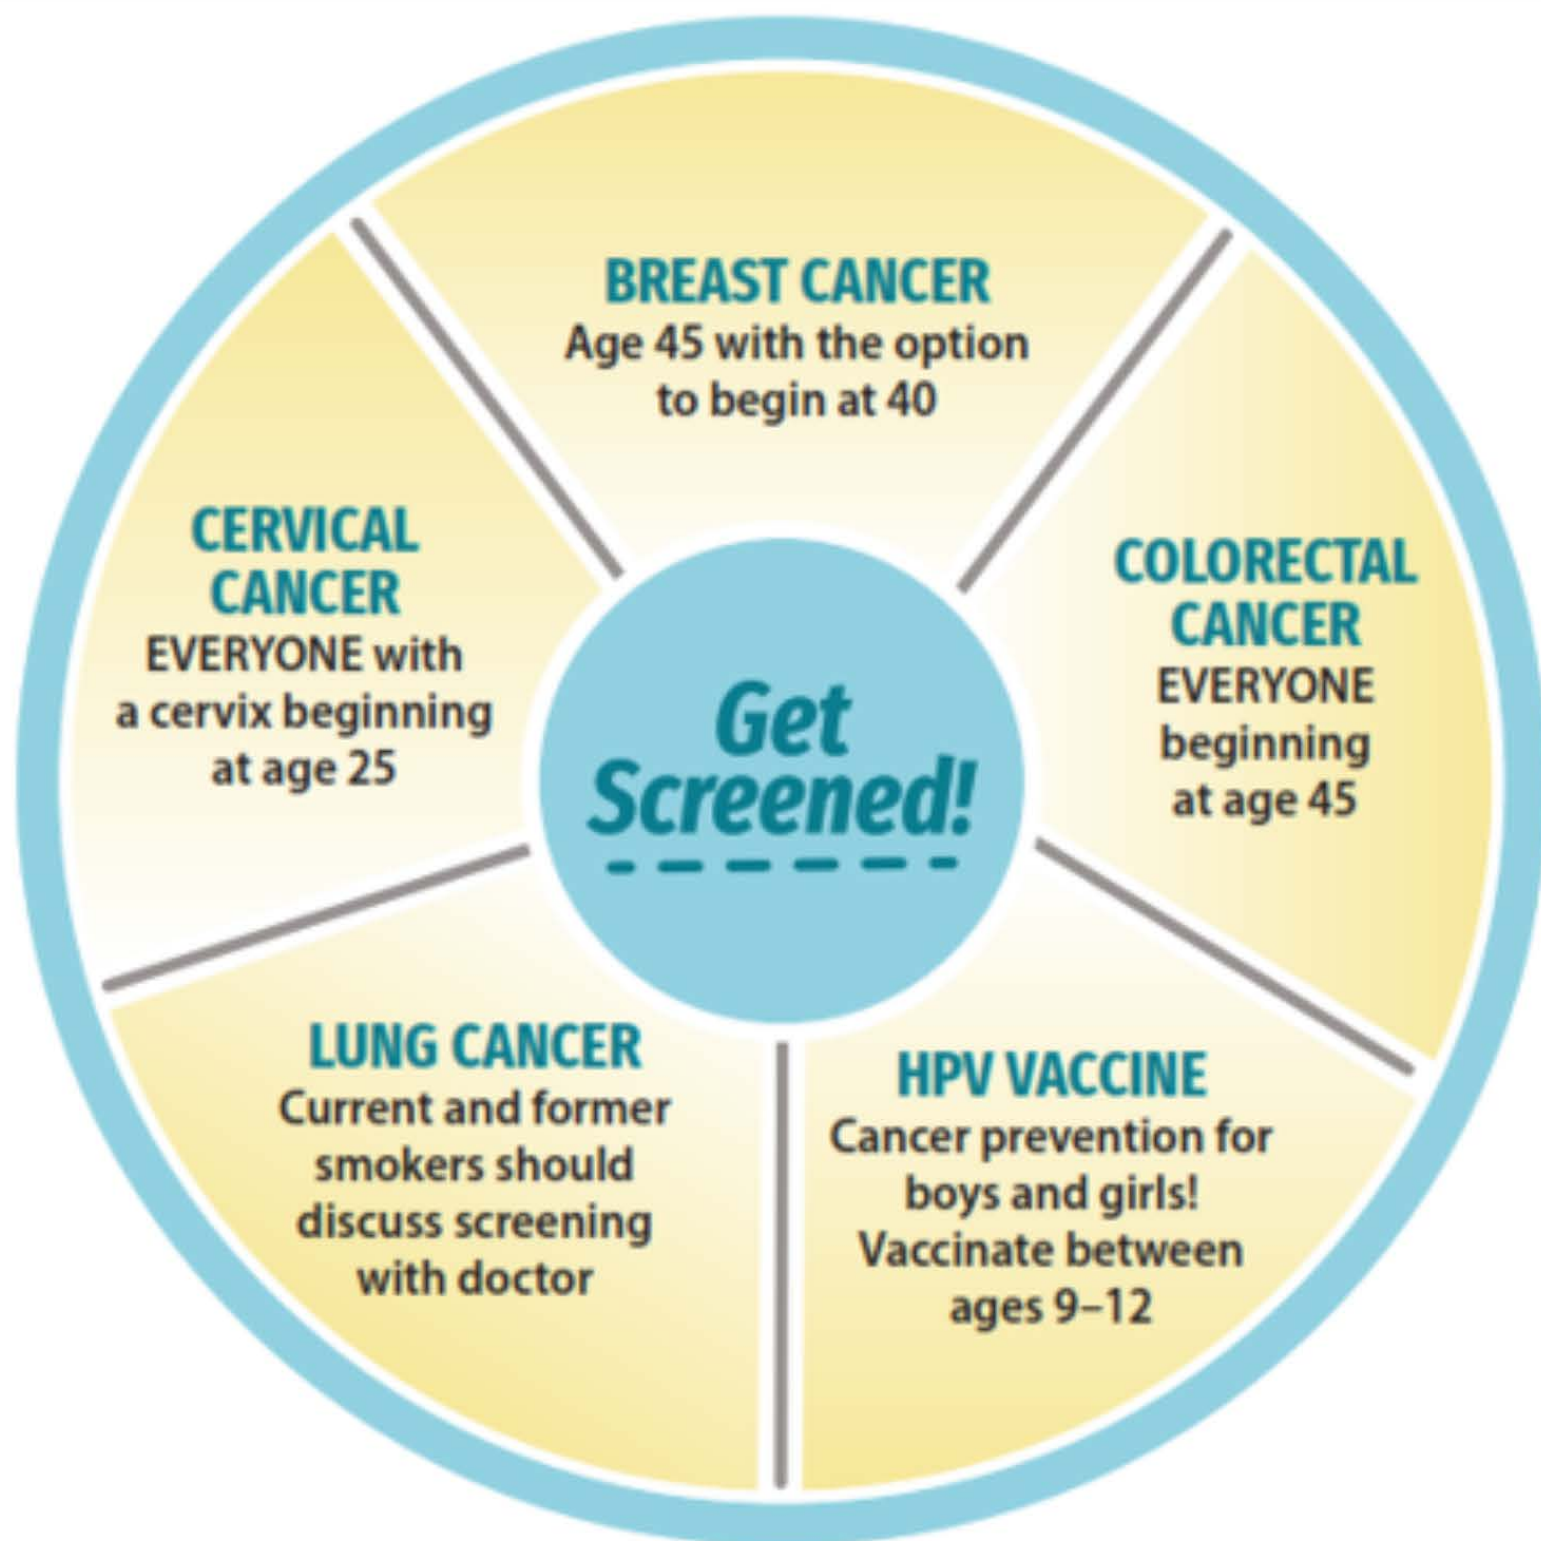 BREAST CANCER
Age 45 with the option
to begin at 40
COLORECTAL
CANCER
EVERYONE
beginning
at age 45
HPV VACCINE
Cancer prevention for
boys and girls!
Vaccinate between
ages 9–12
LUNG CANCER
Current and former
smokers should
discuss screening
with doctor
CERVICAL
CANCER
EVERYONE with
a cervix beginning
at age 25
Get
Screened!